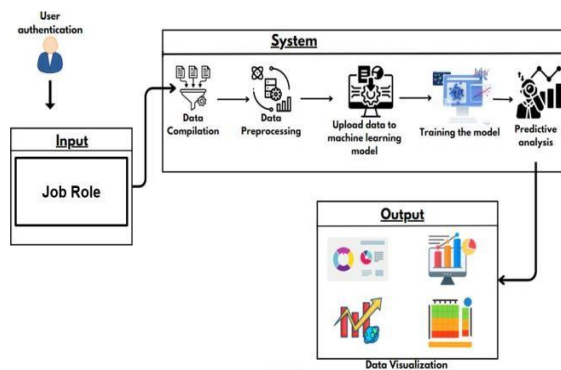 User
authentication
Input
Job Role
System
Data
Compilation
Data
Preprocessing
Upload data to
machine learning
model
Training the model
Predictive
analysis
Output
Data Visualization